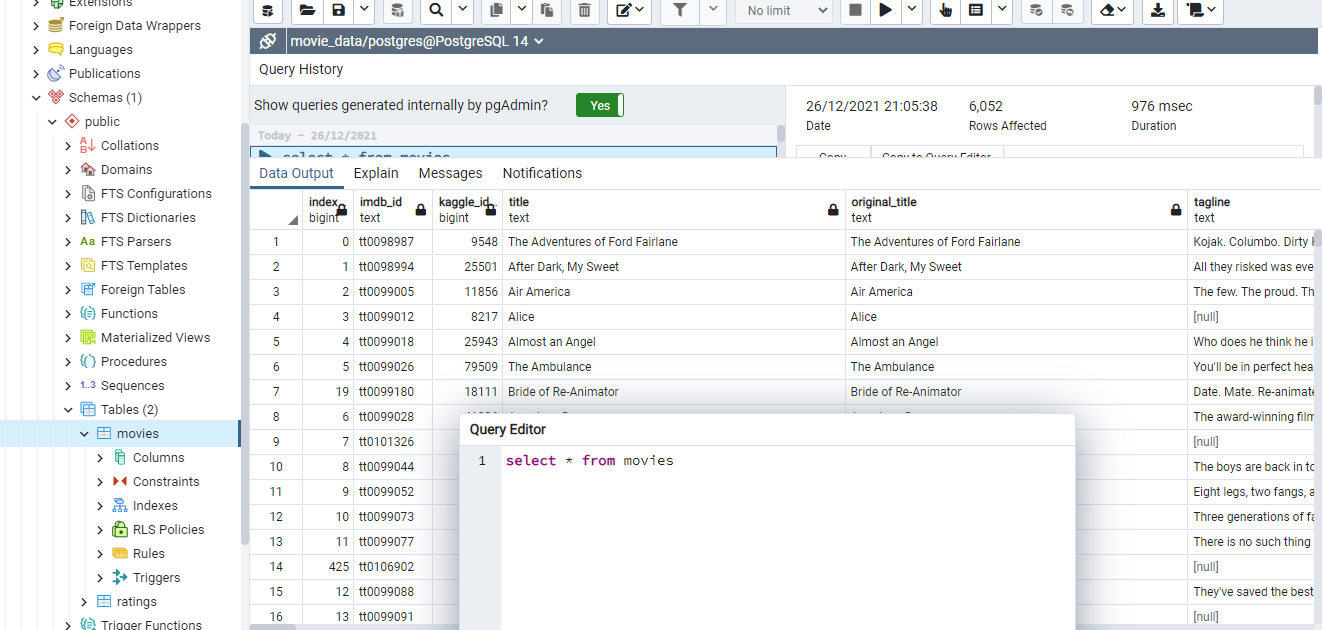 Extensions
Foreign Data Wrappers
Languages
Publications
Schemas (1)
public
Collations
Domains
FTS Configurations
FTS Dictionaries
Aa FTS Parsers
FTS Templates
Foreign Tables
Functions
Materialized Views
Procedures
1..3 Sequences
Tables (2)
movies
Columns
Constraints
Indexes
RLS Policies
Rules
Triggers
ratings
Trigger Functions
No limit
movie_data/postgres@PostgreSQL 14
Query History
Show queries generated internally by pgAdmin? Yes
Today - 26/12/2021
select * from movies
26/12/2021 21:05:38 6,052 976 msec
Date Rows Affected Duration
Copy Copy to Query Editor
Data Output Explain Messages Notifications
index imdb_id kaggle_id title original_title tagline
bigint text bigint text text text
1 0 tt0098987 9548 The Adventures of Ford Fairlane The Adventures of Ford Fairlane Kojak. Columbo. Dirty
2 1 tt0098994 25501 After Dark, My Sweet After Dark, My Sweet All they risked was eve
3 2 tt0099005 11856 Air America Air America The few. The proud. Th
4 3 tt0099012 8217 Alice Alice [null]
5 4 tt0099018 25943 Almost an Angel Almost an Angel Who does he think he i
6 5 tt0099026 79509 The Ambulance The Ambulance You'll be in perfect hea
7 19 tt0099180 18111 Bride of Re-Animator Bride of Re-Animator Date. Mate. Re-animate
8 6 tt0099028 The award-winning film
9 7 tt0101326 [null]
10 8 tt0099044 The boys are back in to
11 9 tt0099052 Eight legs, two fangs, a
12 10 tt0099073 Three generations of fa
13 11 tt0099077 There is no such thing
14 425 tt0106902 [null]
15 12 tt0099088 They've saved the best
16 13 tt0099091 [null]
Query Editor
1 select * from movies